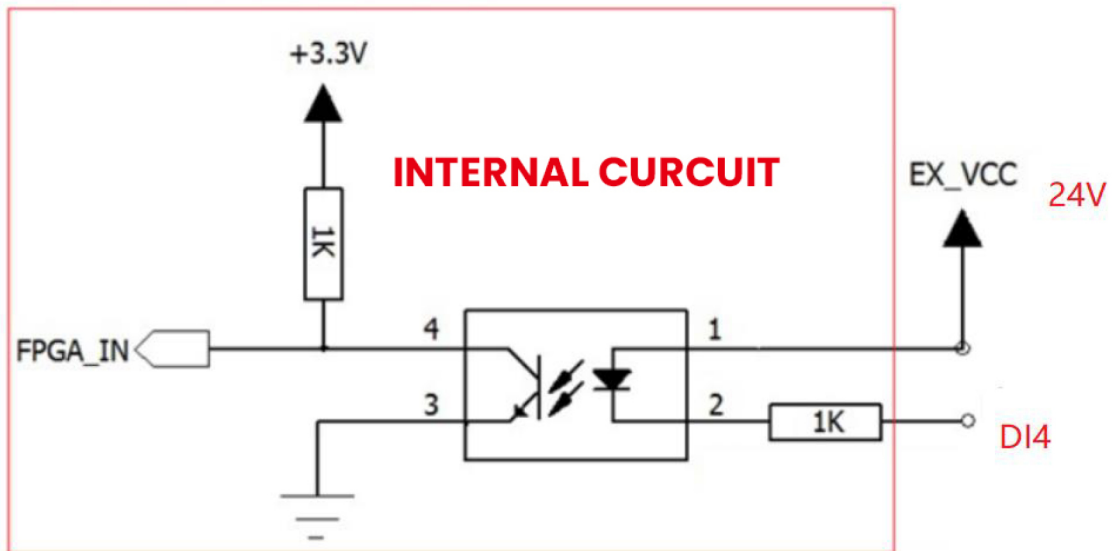 +3.3V
INTERNAL CURCUIT
EX_VCC 24V
1K
FPGA_IN
4
1
3
2
1K
DI4